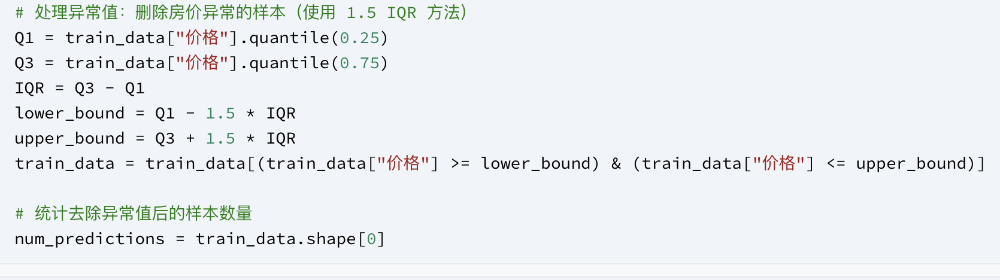 # 处理异常值：删除房价异常的样本（使用 1.5 IQR 方法）
Q1 = train_data["价格"].quantile(0.25)
Q3 = train_data["价格"].quantile(0.75)
IQR = Q3 - Q1
lower_bound = Q1 - 1.5 * IQR
upper_bound = Q3 + 1.5 * IQR
train_data = train_data[(train_data["价格"] >= lower_bound) & (train_data["价格"] <= upper_bound)]
# 统计去除异常值后的样本数量
num_predictions = train_data.shape[0]